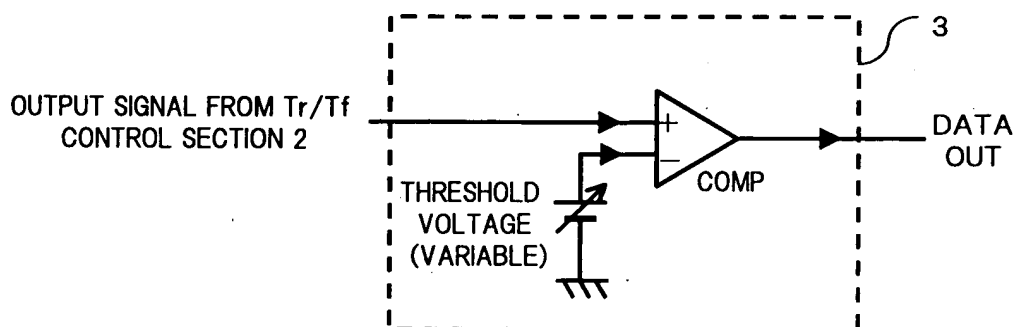 3
OUTPUT SIGNAL FROM Tr/Tf
CONTROL SECTION 2
+
−
COMP
DATA
OUT
THRESHOLD
VOLTAGE
(VARIABLE)